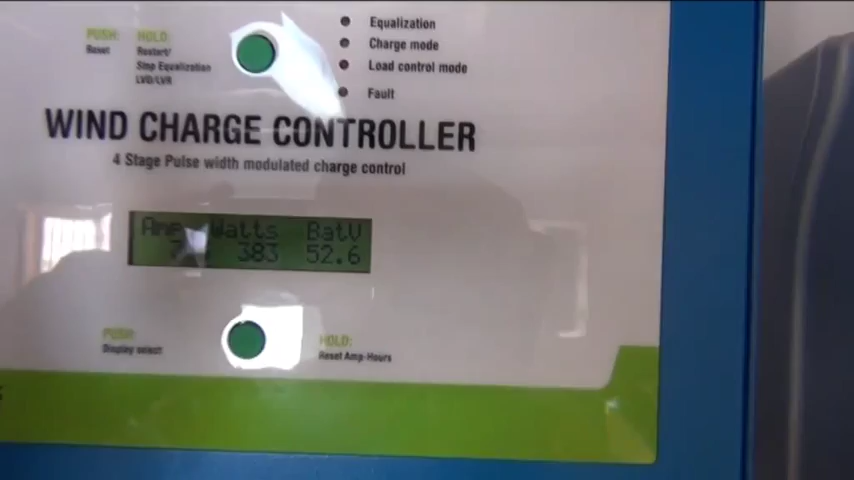 PUSH:
Reset
HOLD:
Restart/
Stop Equalization
LVD/LVR
Equalization
Charge mode
Load control mode
Fault
WIND CHARGE CONTROLLER
4 Stage Pulse width modulated charge control
Watts BatV
383 52.6
PUSH:
Display select
HOLD:
Reset Amp-Hours